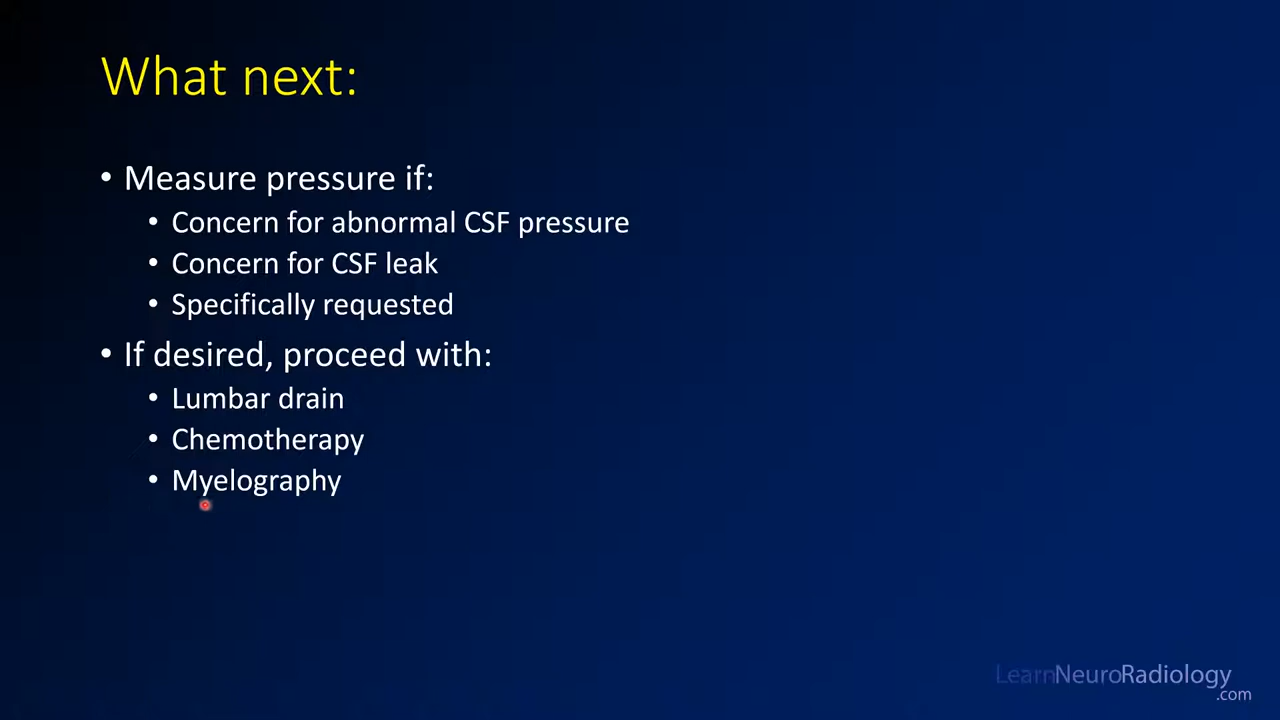 What next:
• Measure pressure if:
• Concern for abnormal CSF pressure
• Concern for CSF leak
• Specifically requested
• If desired, proceed with:
• Lumbar drain
• Chemotherapy
• Myelography
LearnNeuroRadiology
.com